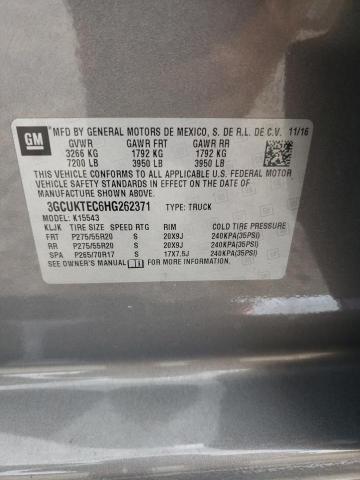 GM MFD BY GENERAL MOTORS DE MEXICO, S. DE R.L. DE C.V. 11/16
GVWR GAWR FRT GAWR RR
3266 KG 1792 KG 1792 KG
7200 LB 3950 LB 3950 LB
THIS VEHICLE CONFORMS TO ALL APPLICABLE U.S. FEDERAL MOTOR
VEHICLE SAFETY STANDARDS IN EFFECT ON THE DATE OF
MANUFACTURE SHOWN ABOVE.
3GCUKTEC6HG262371 TYPE: TRUCK
MODEL: K15543
KLJK TIRE SIZE SPEED RTG RIM COLD TIRE PRESSURE
FRT P275/55R20 S 20X9J 240KPA(35PSI)
RR P275/55R20 S 20X9J 240KPA(35PSI)
SPA P265/70R17 S 17X7.5J 240KPA(35PSI)
SEE OWNER'S MANUAL FOR MORE INFORMATION.